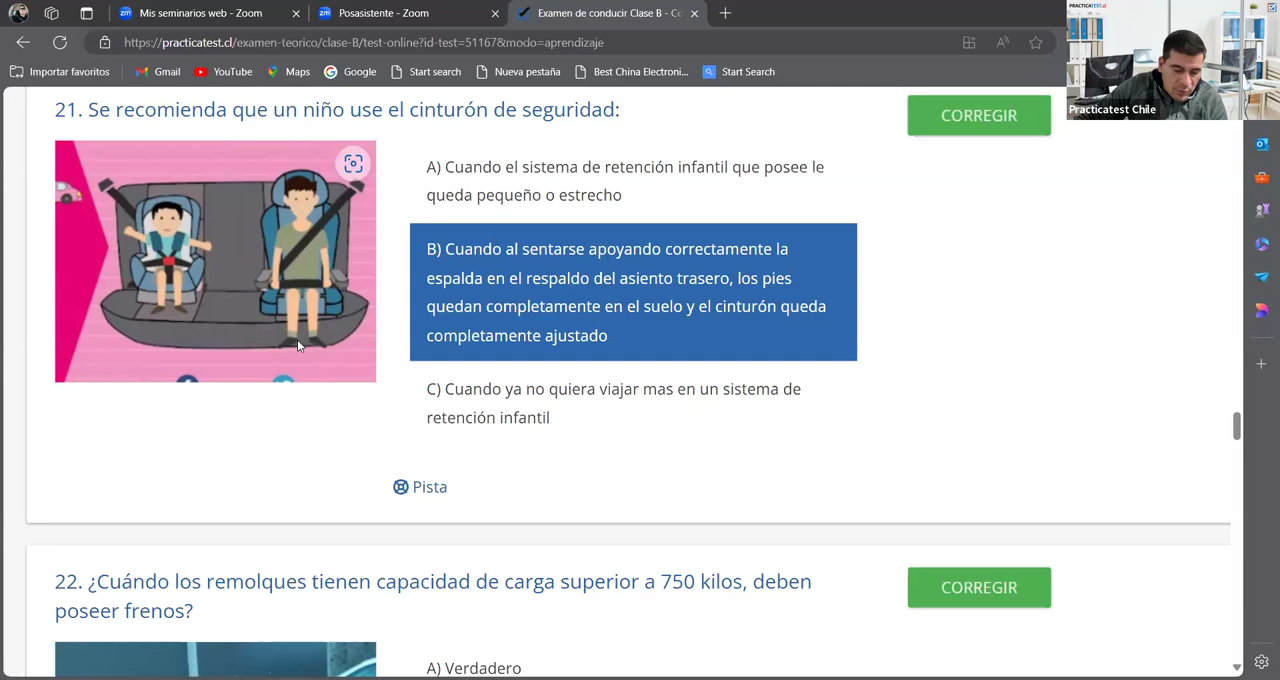 Mis seminarios web - Zoom
Posasistente - Zoom
Examen de conducir Clase B - Co
https://practicatest.cl/examen-teorico/clase-B/test-online?id-test=51167&modo=aprendizaje
Importar favoritos
Gmail
YouTube
Maps
Google
Start search
Nueva pestaña
Best China Electroni...
Start Search
PRACTICATEST.cl
Practicatest Chile
21. Se recomienda que un niño use el cinturón de seguridad:
CORREGIR
A) Cuando el sistema de retención infantil que posee le
queda pequeño o estrecho
B) Cuando al sentarse apoyando correctamente la
espalda en el respaldo del asiento trasero, los pies
quedan completamente en el suelo y el cinturón queda
completamente ajustado
C) Cuando ya no quiera viajar mas en un sistema de
retención infantil
Pista
22. ¿Cuándo los remolques tienen capacidad de carga superior a 750 kilos, deben
poseer frenos?
CORREGIR
A) Verdadero